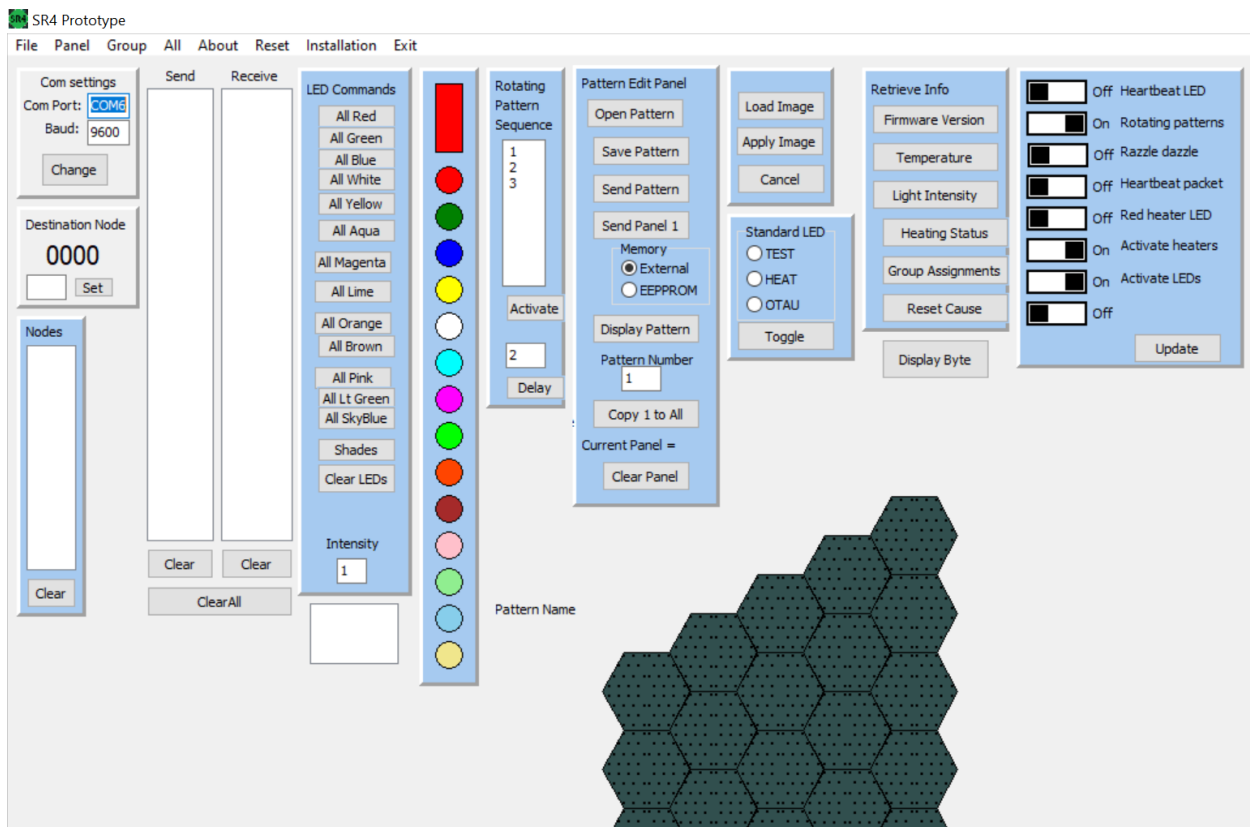 SR4 Prototype
File Panel Group All About Reset Installation Exit
Com settings
Com Port: COM6
Baud: 9600
Change
Destination Node
0000
Set
Nodes
Clear
Send Receive
Clear Clear
ClearAll
LED Commands
All Red
All Green
All Blue
All White
All Yellow
All Aqua
All Magenta
All Lime
All Orange
All Brown
All Pink
All Lt Green
All SkyBlue
Shades
Clear LEDs
Intensity
1
Rotating
Pattern
Sequence
1
2
3
Activate
2
Delay
Pattern Name
Pattern Edit Panel
Open Pattern
Save Pattern
Send Pattern
Send Panel 1
Memory
External
EEPPROM
Display Pattern
Pattern Number
1
Copy 1 to All
Current Panel =
Clear Panel
Load Image
Apply Image
Cancel
Standard LED
TEST
HEAT
OTAU
Toggle
Retrieve Info
Firmware Version
Temperature
Light Intensity
Heating Status
Group Assignments
Reset Cause
Display Byte
Off Heartbeat LED
On Rotating patterns
Off Razzle dazzle
Off Heartbeat packet
Off Red heater LED
On Activate heaters
On Activate LEDs
Off
Update